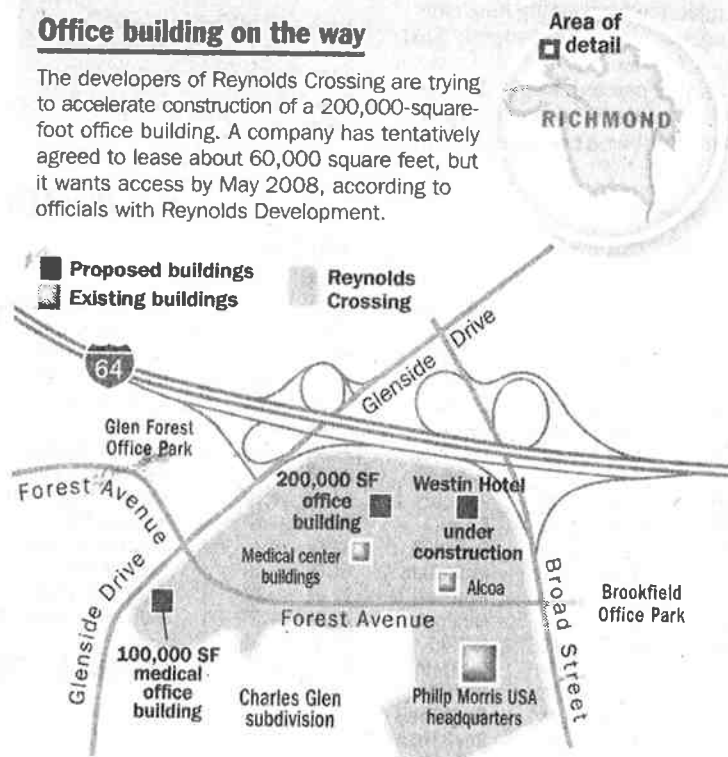 Office building on the way
The developers of Reynolds Crossing are trying
to accelerate construction of a 200,000-square-
foot office building. A company has tentatively
agreed to lease about 60,000 square feet, but
it wants access by May 2008, according to
officials with Reynolds Development.
Area of
detail
RICHMOND
Proposed buildings
Existing buildings
Reynolds
Crossing
64
Glenside Drive
Glen Forest
Office Park
Forest Avenue
200,000 SF
office
building
Westin Hotel
under
construction
Medical center
buildings
Alcoa
Glenside Drive
Forest Avenue
Broad Street
Brookfield
Office Park
100,000 SF
medical
office
building
Charles Glen
subdivision
Philip Morris USA
headquarters